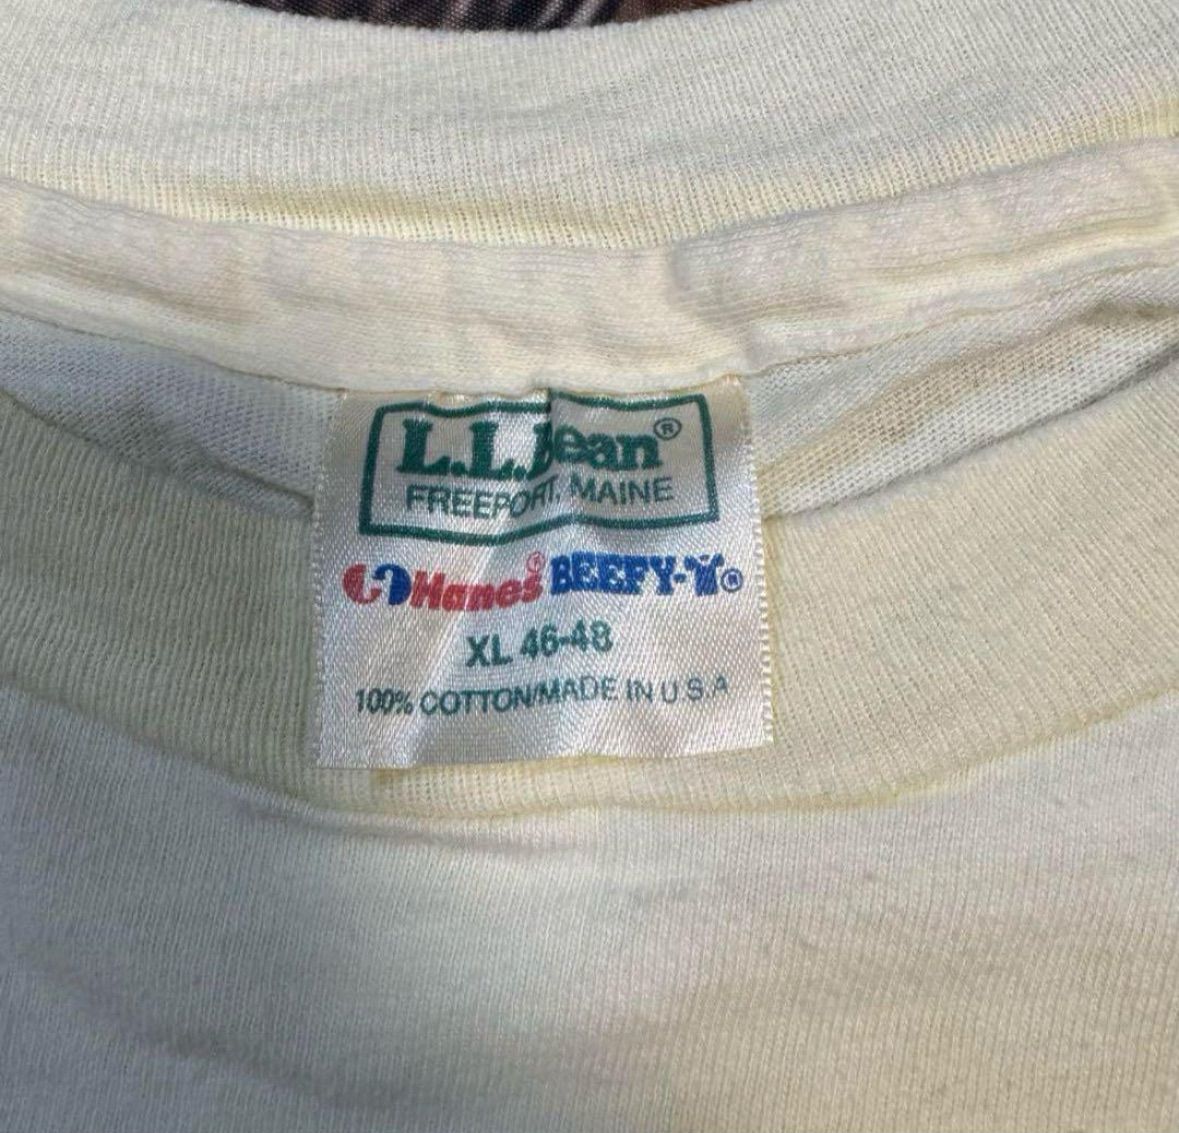 L.L.Bean®
FREEPORT, MAINE
Hanes® BEEFY-T®
XL 46-48
100% COTTON/MADE IN U.S.A